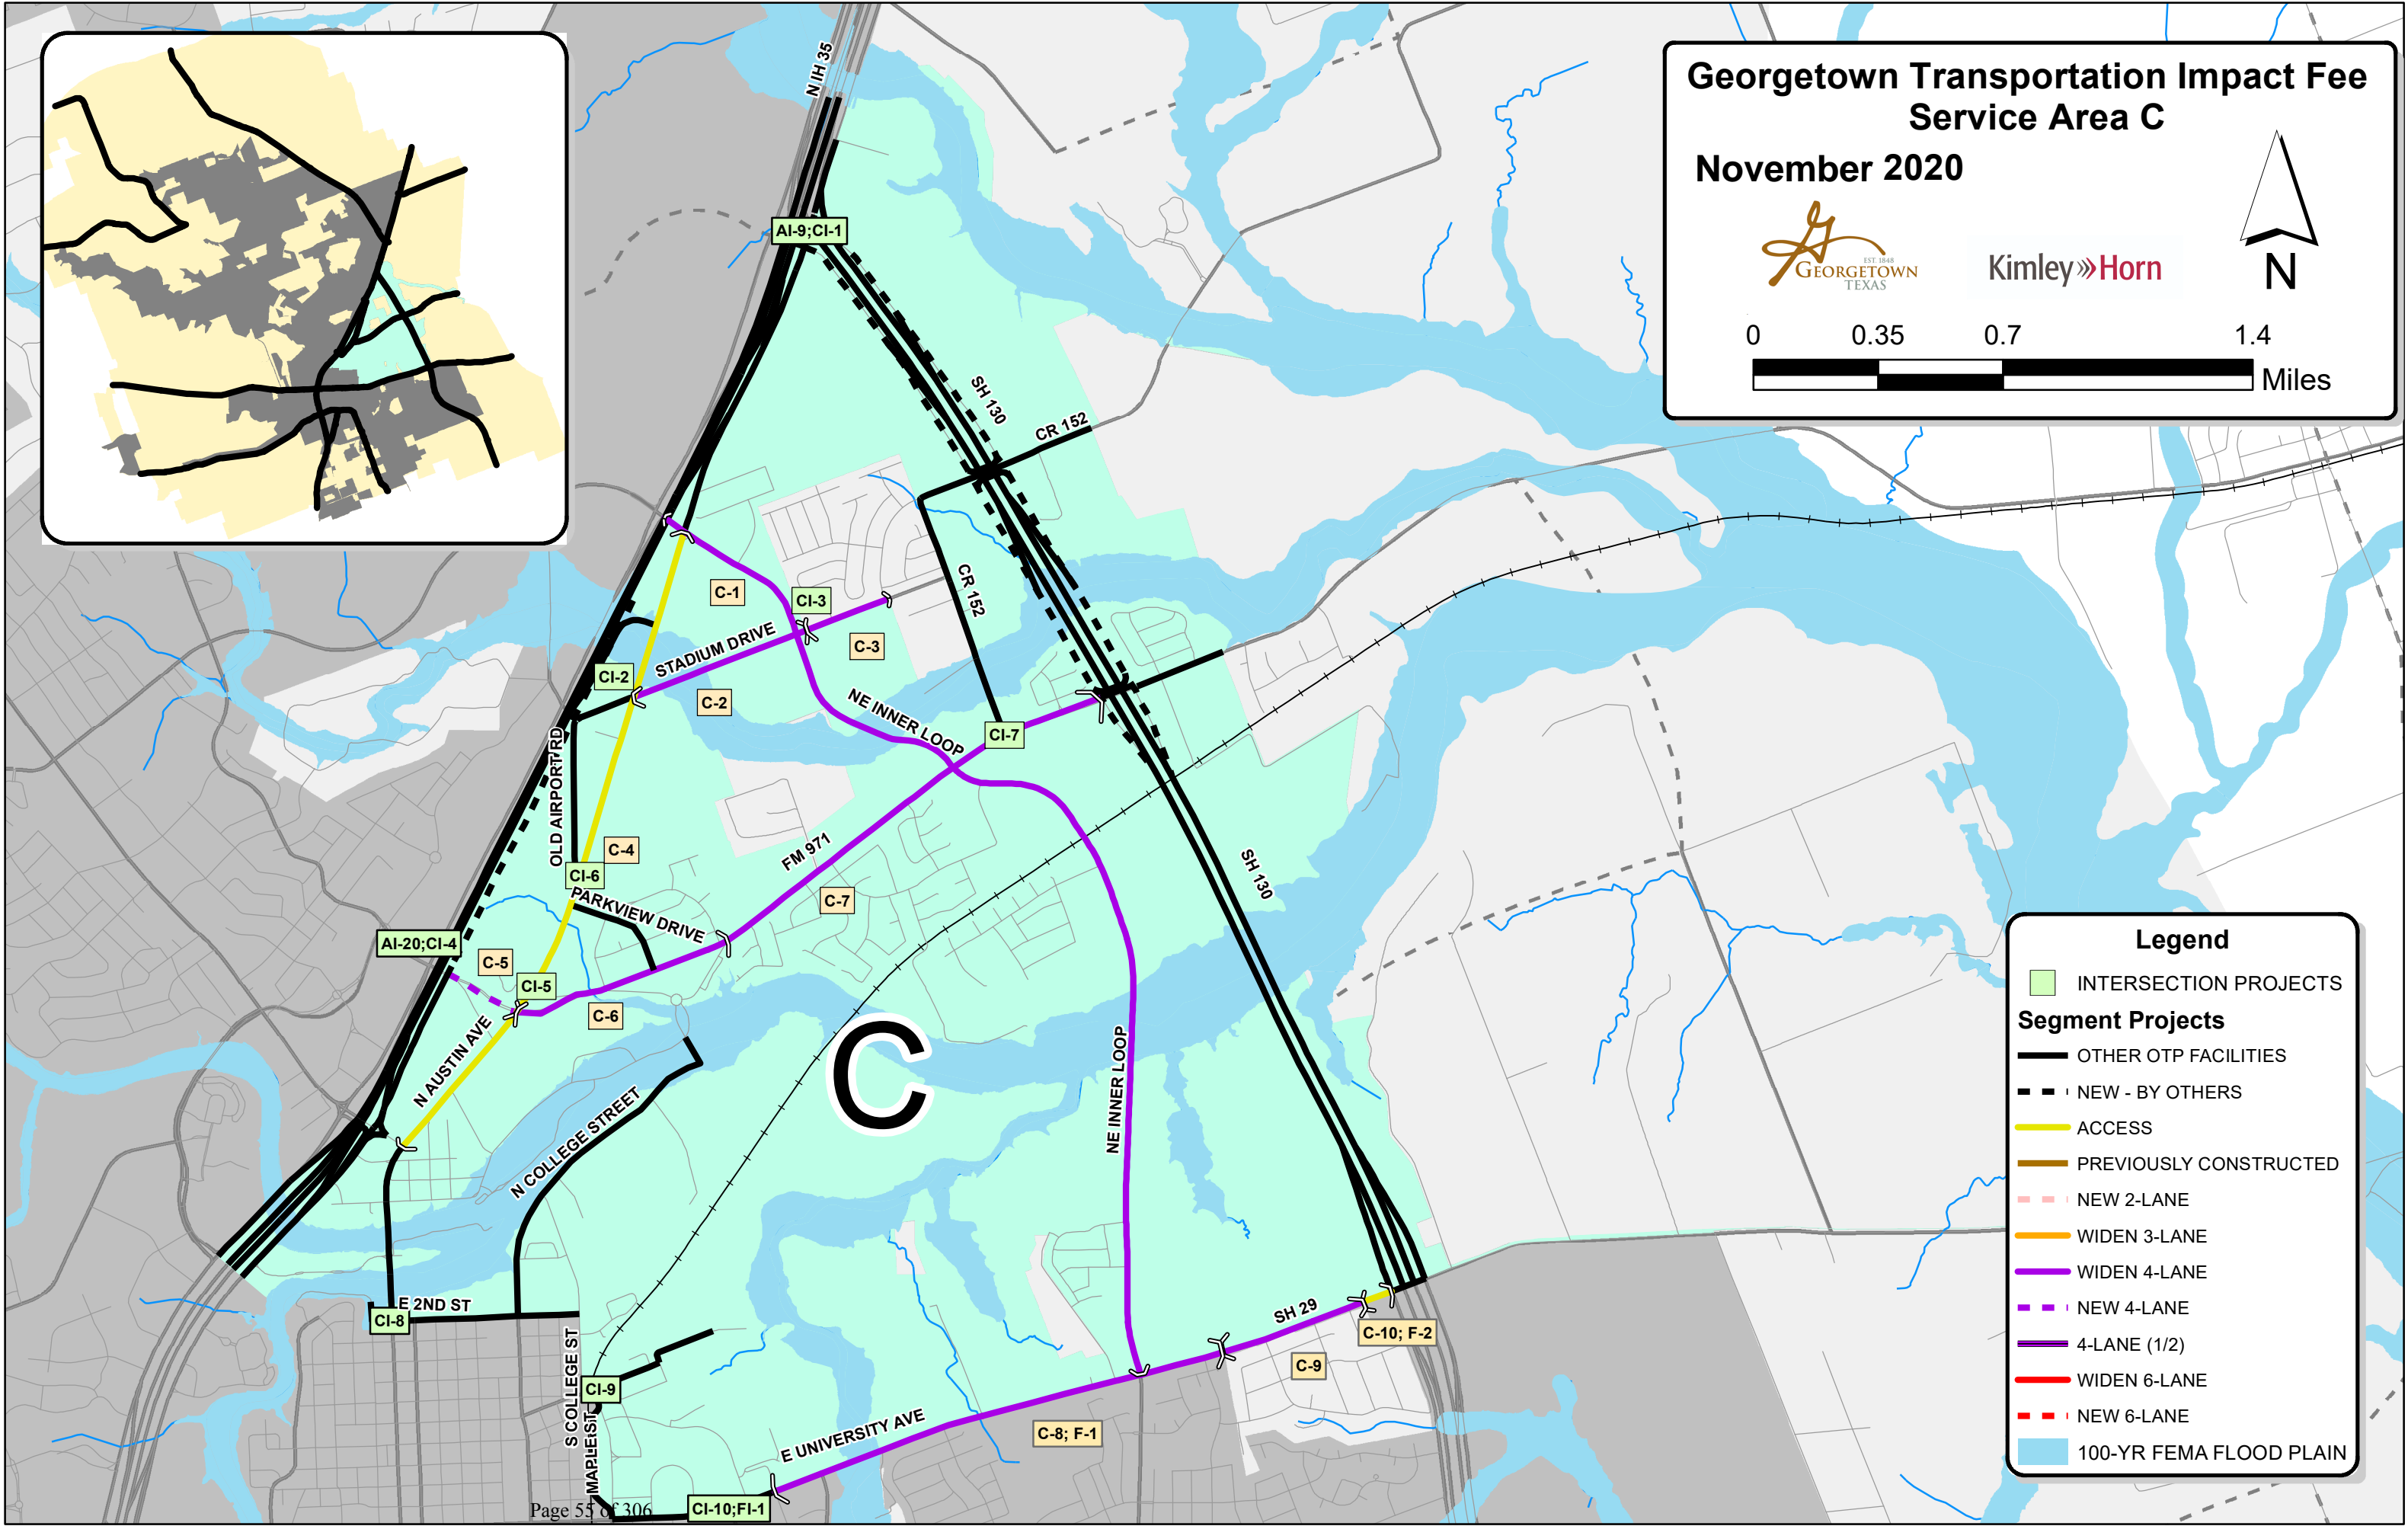 Georgetown Transportation Impact Fee
Service Area C
November 2020
EST. 1848
GEORGETOWN
TEXAS
Kimley»Horn
N
0 0.35 0.7 1.4
Miles
N IH 35
AI-9;CI-1
SH 130
CR 152
C-1
CI-3
CR 152
STADIUM DRIVE
C-3
CI-2
C-2
NE INNER LOOP
CI-7
OLD AIRPORT RD
C-4
FM 971
CI-6
SH 130
PARKVIEW DRIVE
C-7
AI-20;CI-4
C-5
CI-5
C-6
N AUSTIN AVE
C
NE INNER LOOP
N COLLEGE STREET
E 2ND ST
CI-8
SH 29
C-10; F-2
C-9
S COLLEGE ST
CI-9
MAPLE ST
E UNIVERSITY AVE
C-8; F-1
CI-10;FI-1
Page 55 of 306
Legend
INTERSECTION PROJECTS
Segment Projects
OTHER OTP FACILITIES
NEW - BY OTHERS
ACCESS
PREVIOUSLY CONSTRUCTED
NEW 2-LANE
WIDEN 3-LANE
WIDEN 4-LANE
NEW 4-LANE
4-LANE (1/2)
WIDEN 6-LANE
NEW 6-LANE
100-YR FEMA FLOOD PLAIN